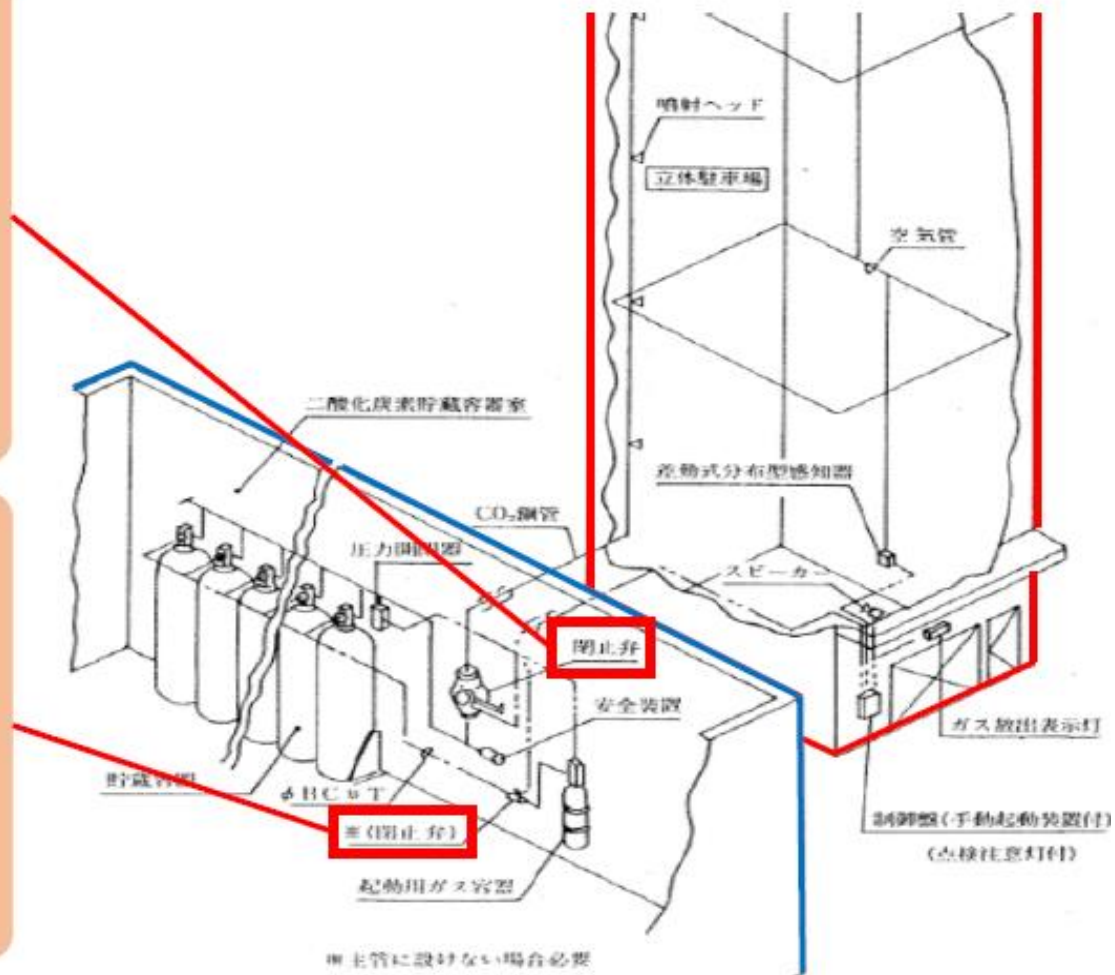 噴射ヘッド
立体駐車場
空気管
二酸化炭素貯蔵容器室
差動式分布型感知器
CO₂鋼管
圧力開閉器
スピーカー
閉止弁
安全装置
ガス放出表示灯
貯蔵容器
※(閉止弁)
制御盤(手動起動装置付)
(点検注意灯付)
起動用ガス容器
※主管に設けない場合必要